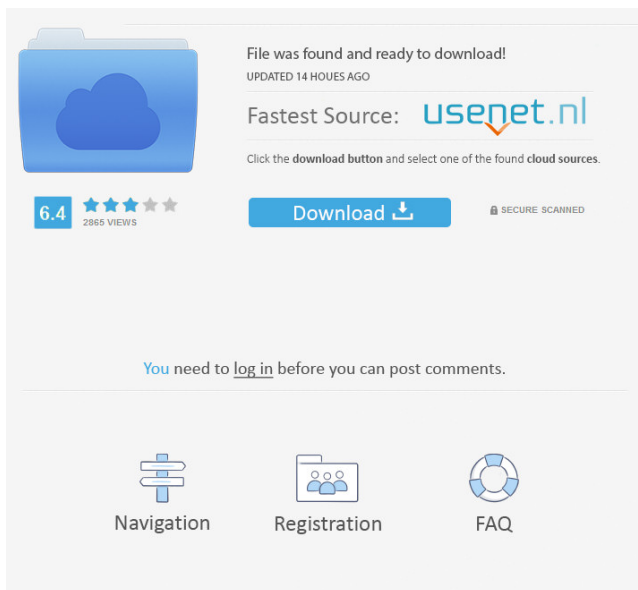 File was found and ready to download!
UPDATED 14 HOUES AGO
Fastest Source: usenet.nl
Click the download button and select one of the found cloud sources.
6.4
2865 VIEWS
Download
SECURE SCANNED
You need to log in before you can post comments.
Navigation
Registration
FAQ